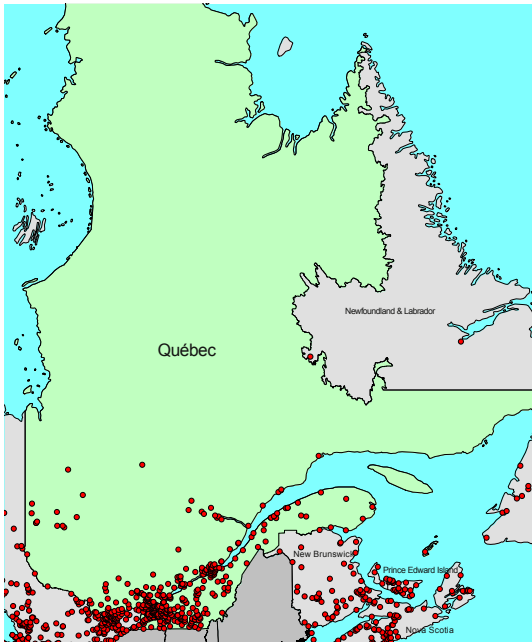 Newfoundland & Labrador
Québec
New Brunswick
Prince Edward Island
Nova Scotia